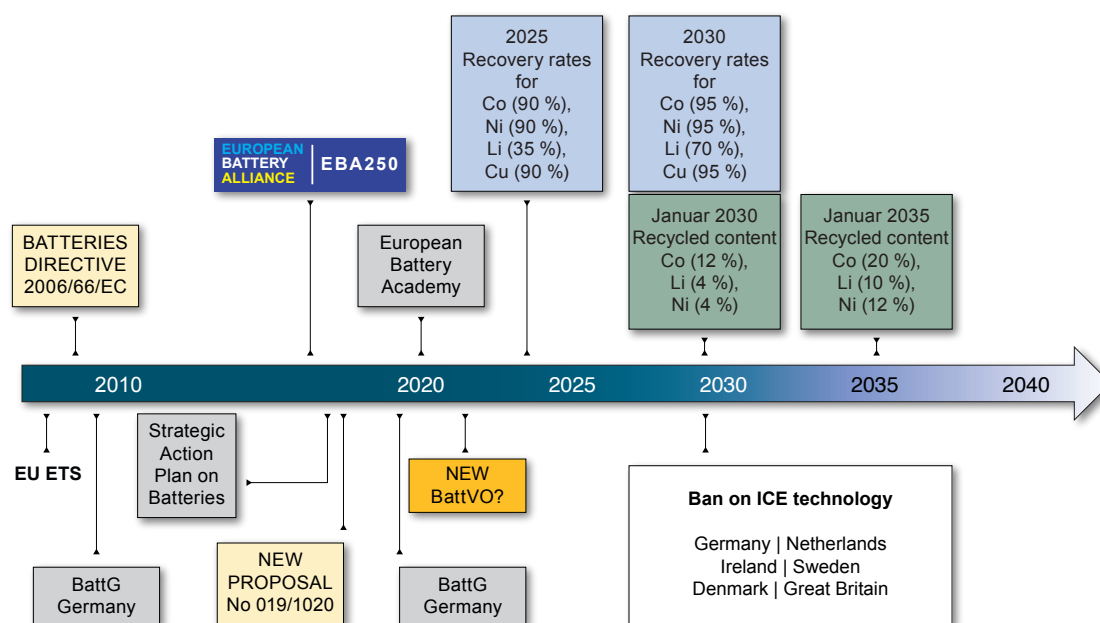 2025
Recovery rates
for
Co (90 %),
Ni (90 %),
Li (35 %),
Cu (90 %)
2030
Recovery rates
for
Co (95 %),
Ni (95 %),
Li (70 %),
Cu (95 %)
EUROPEAN
BATTERY
ALLIANCE
EBA250
BATTERIES
DIRECTIVE
2006/66/EC
European
Battery
Academy
Januar 2030
Recycled content
Co (12 %),
Li (4 %),
Ni (4 %)
Januar 2035
Recycled content
Co (20 %),
Li (10 %),
Ni (12 %)
2010
2020
2025
2030
2035
2040
EU ETS
Strategic
Action
Plan on
Batteries
NEW
BattVO?
BattG
Germany
NEW
PROPOSAL
No 019/1020
BattG
Germany
Ban on ICE technology
Germany | Netherlands
Ireland | Sweden
Denmark | Great Britain